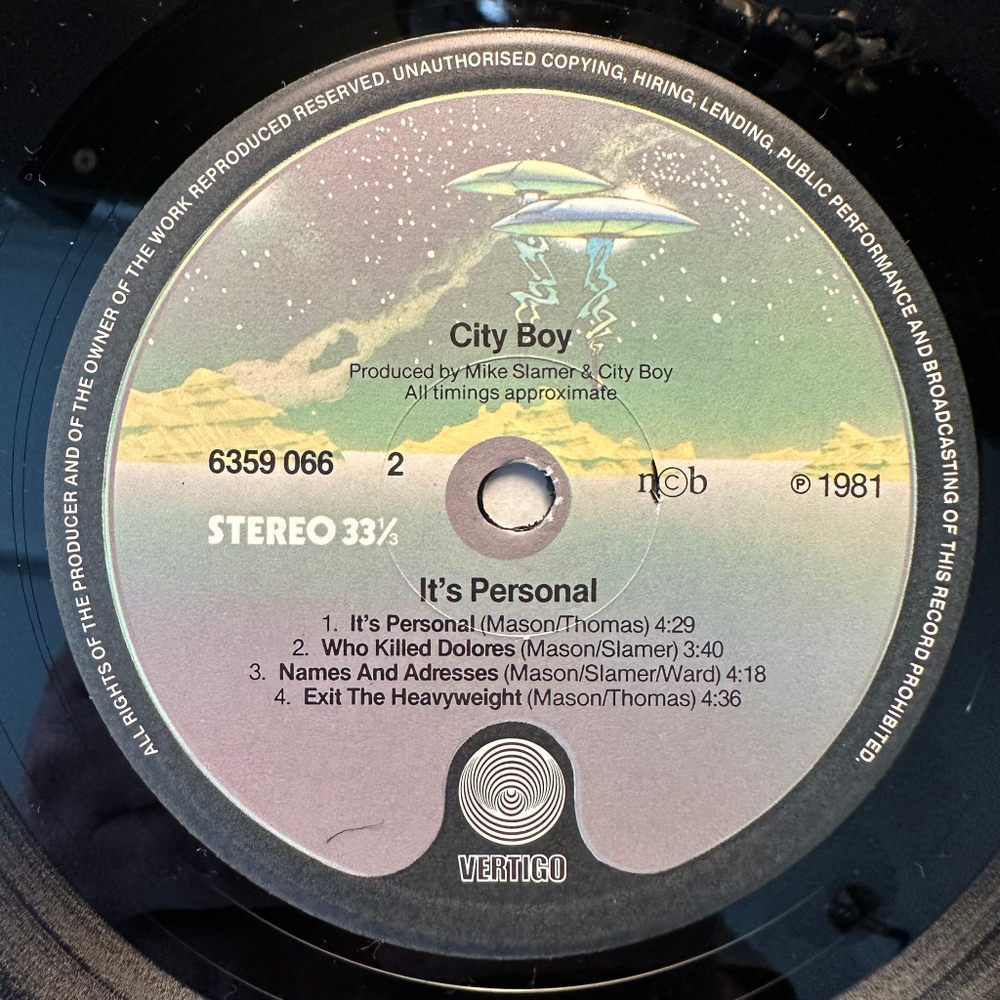 ALL RIGHTS OF THE PRODUCER AND OF THE OWNER OF THE WORK REPRODUCED RESERVED. UNAUTHORISED COPYING, HIRING, LENDING, PUBLIC PERFORMANCE AND BROADCASTING OF THIS RECORD PROHIBITED.
City Boy
Produced by Mike Slamer & City Boy
All timings approximate
6359 066 2 n©b ℗ 1981
STEREO 33⅓
It's Personal
1. It's Personal (Mason/Thomas) 4:29
2. Who Killed Dolores (Mason/Slamer) 3:40
3. Names And Adresses (Mason/Slamer/Ward) 4:18
4. Exit The Heavyweight (Mason/Thomas) 4:36
VERTIGO